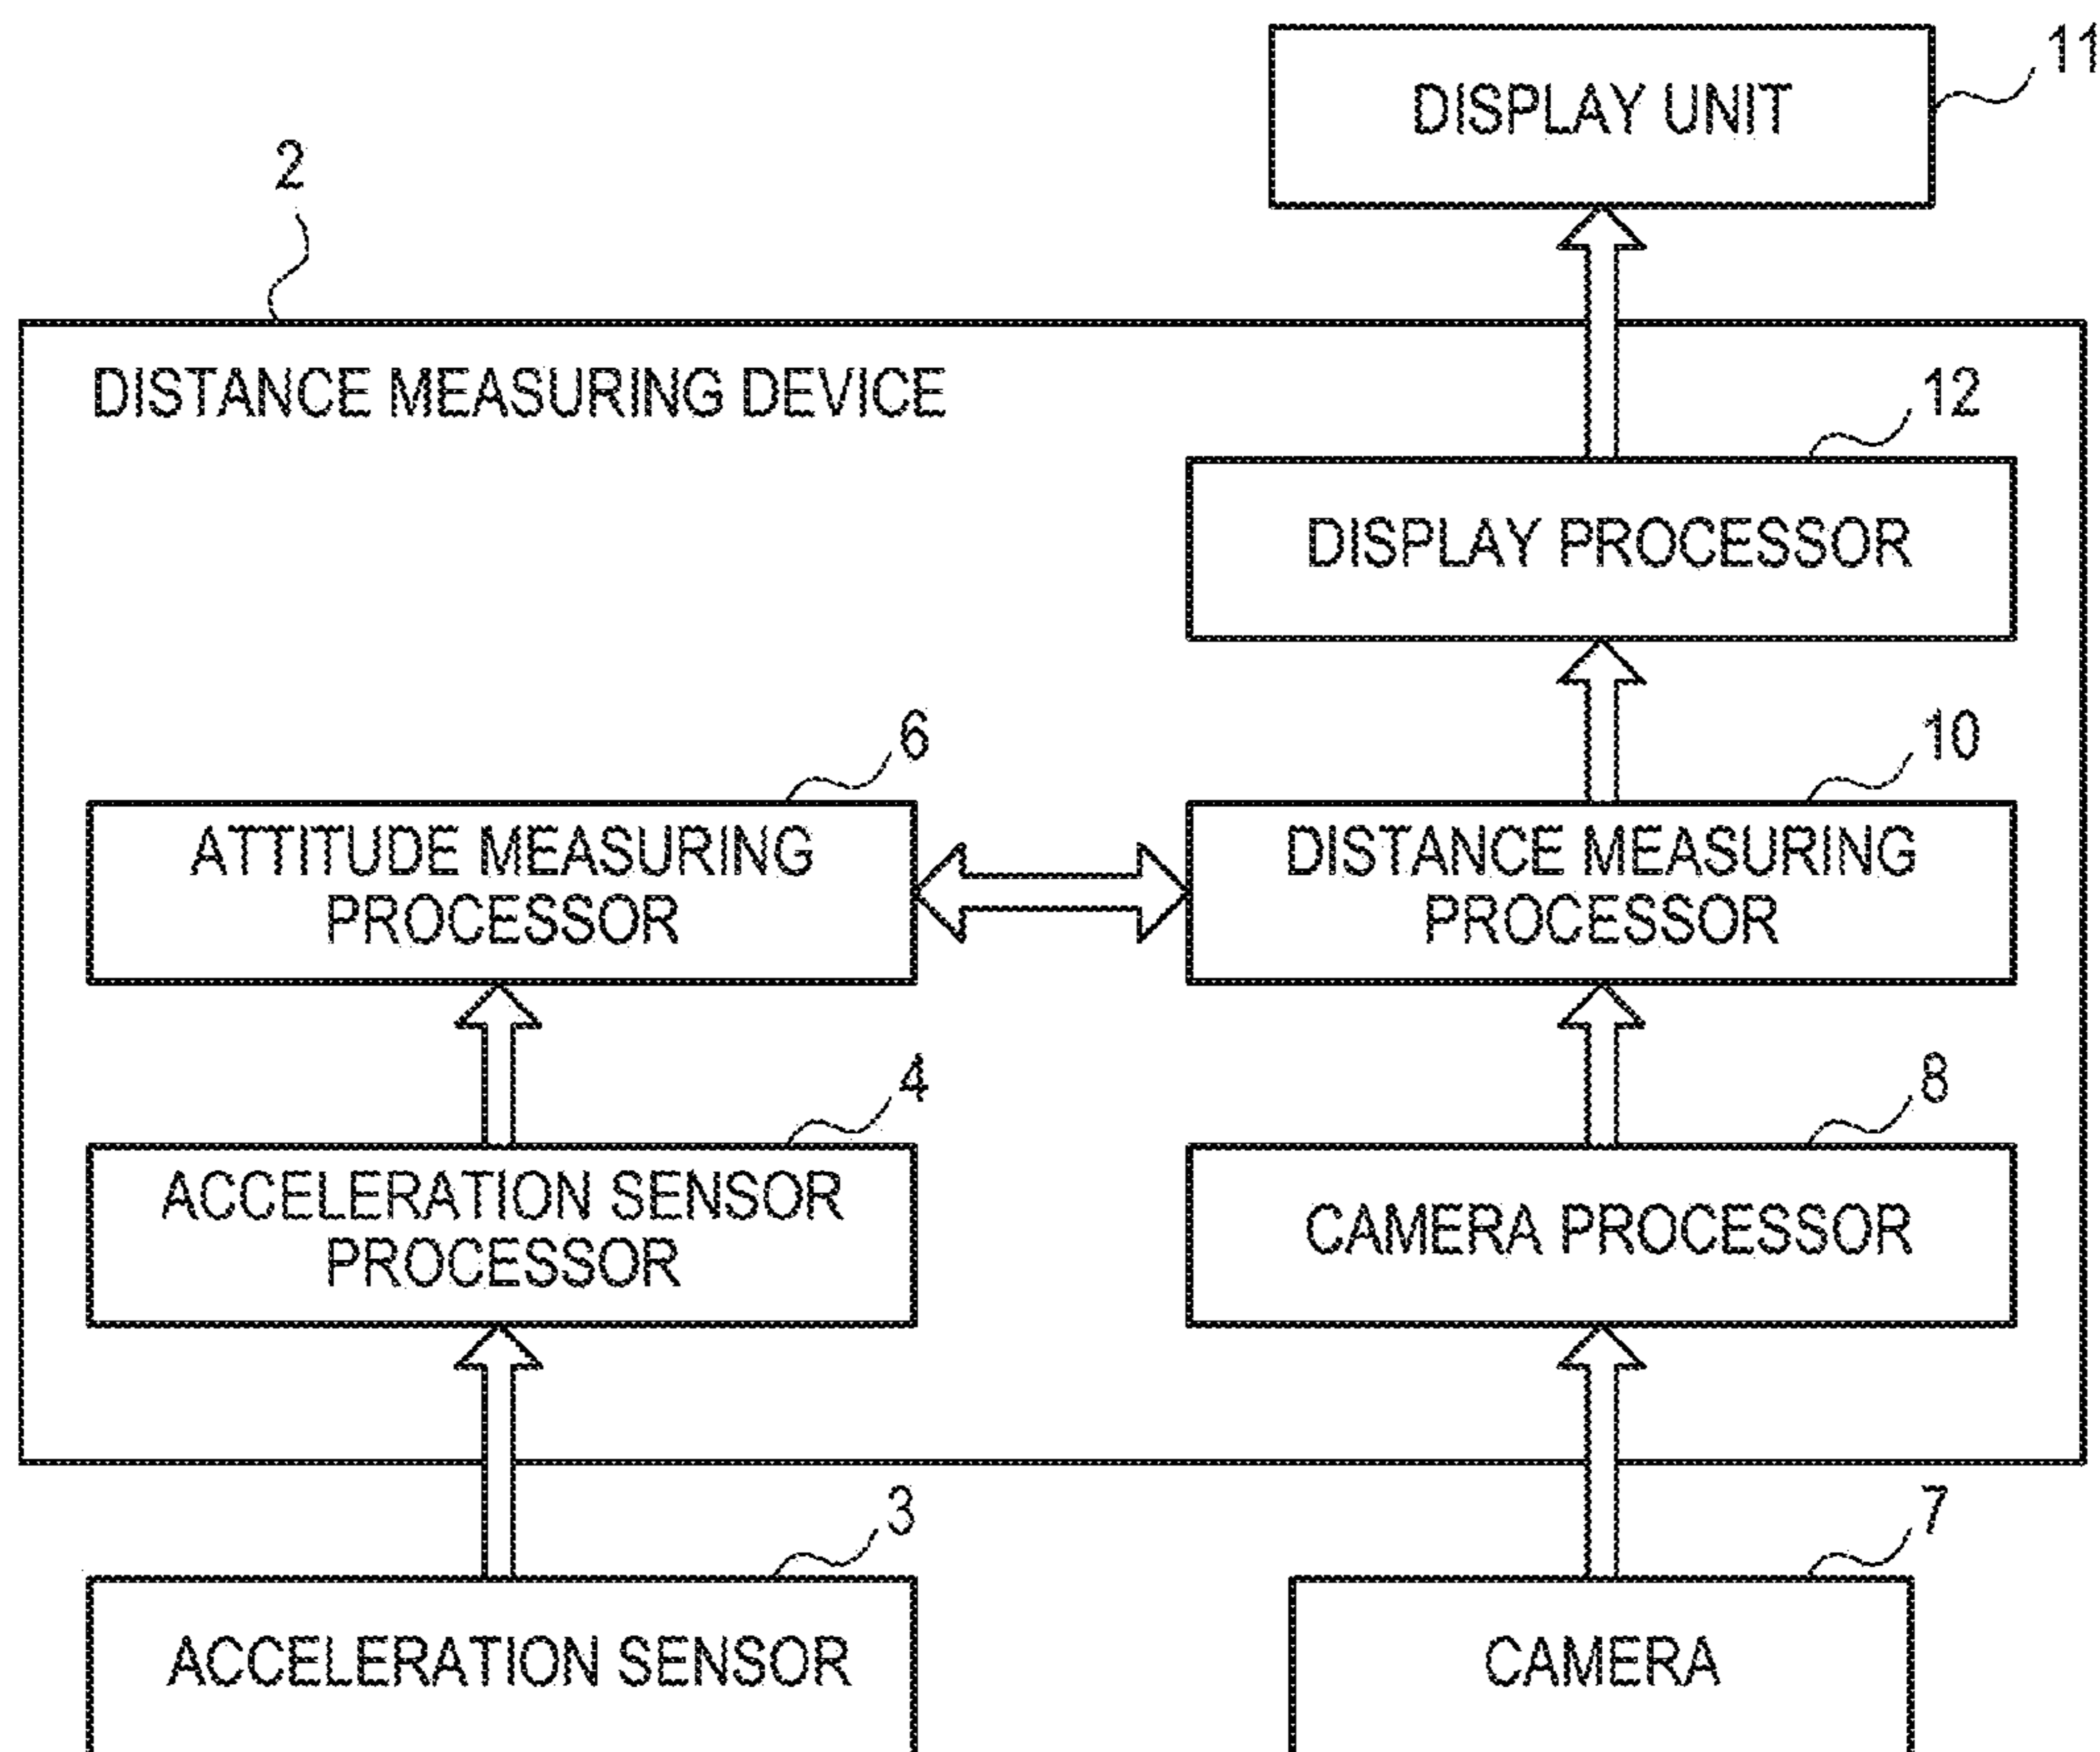 11
DISPLAY UNIT
2
DISTANCE MEASURING DEVICE
12
DISPLAY PROCESSOR
6
10
ATTITUDE MEASURING
PROCESSOR
DISTANCE MEASURING
PROCESSOR
4
8
ACCELERATION SENSOR
PROCESSOR
CAMERA PROCESSOR
3
7
ACCELERATION SENSOR
CAMERA